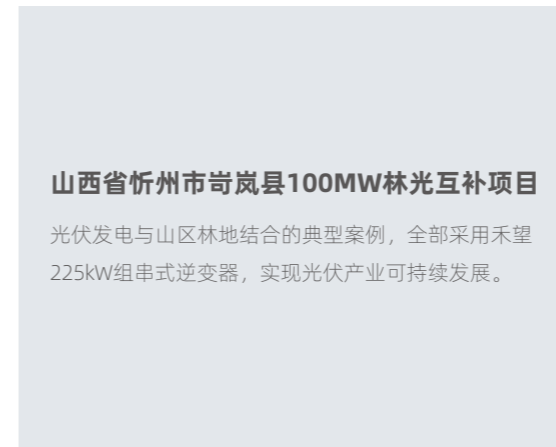 山西省忻州市岢岚县100MW林光互补项目
光伏发电与山区林地结合的典型案例，全部采用禾望
225kW组串式逆变器，实现光伏产业可持续发展。